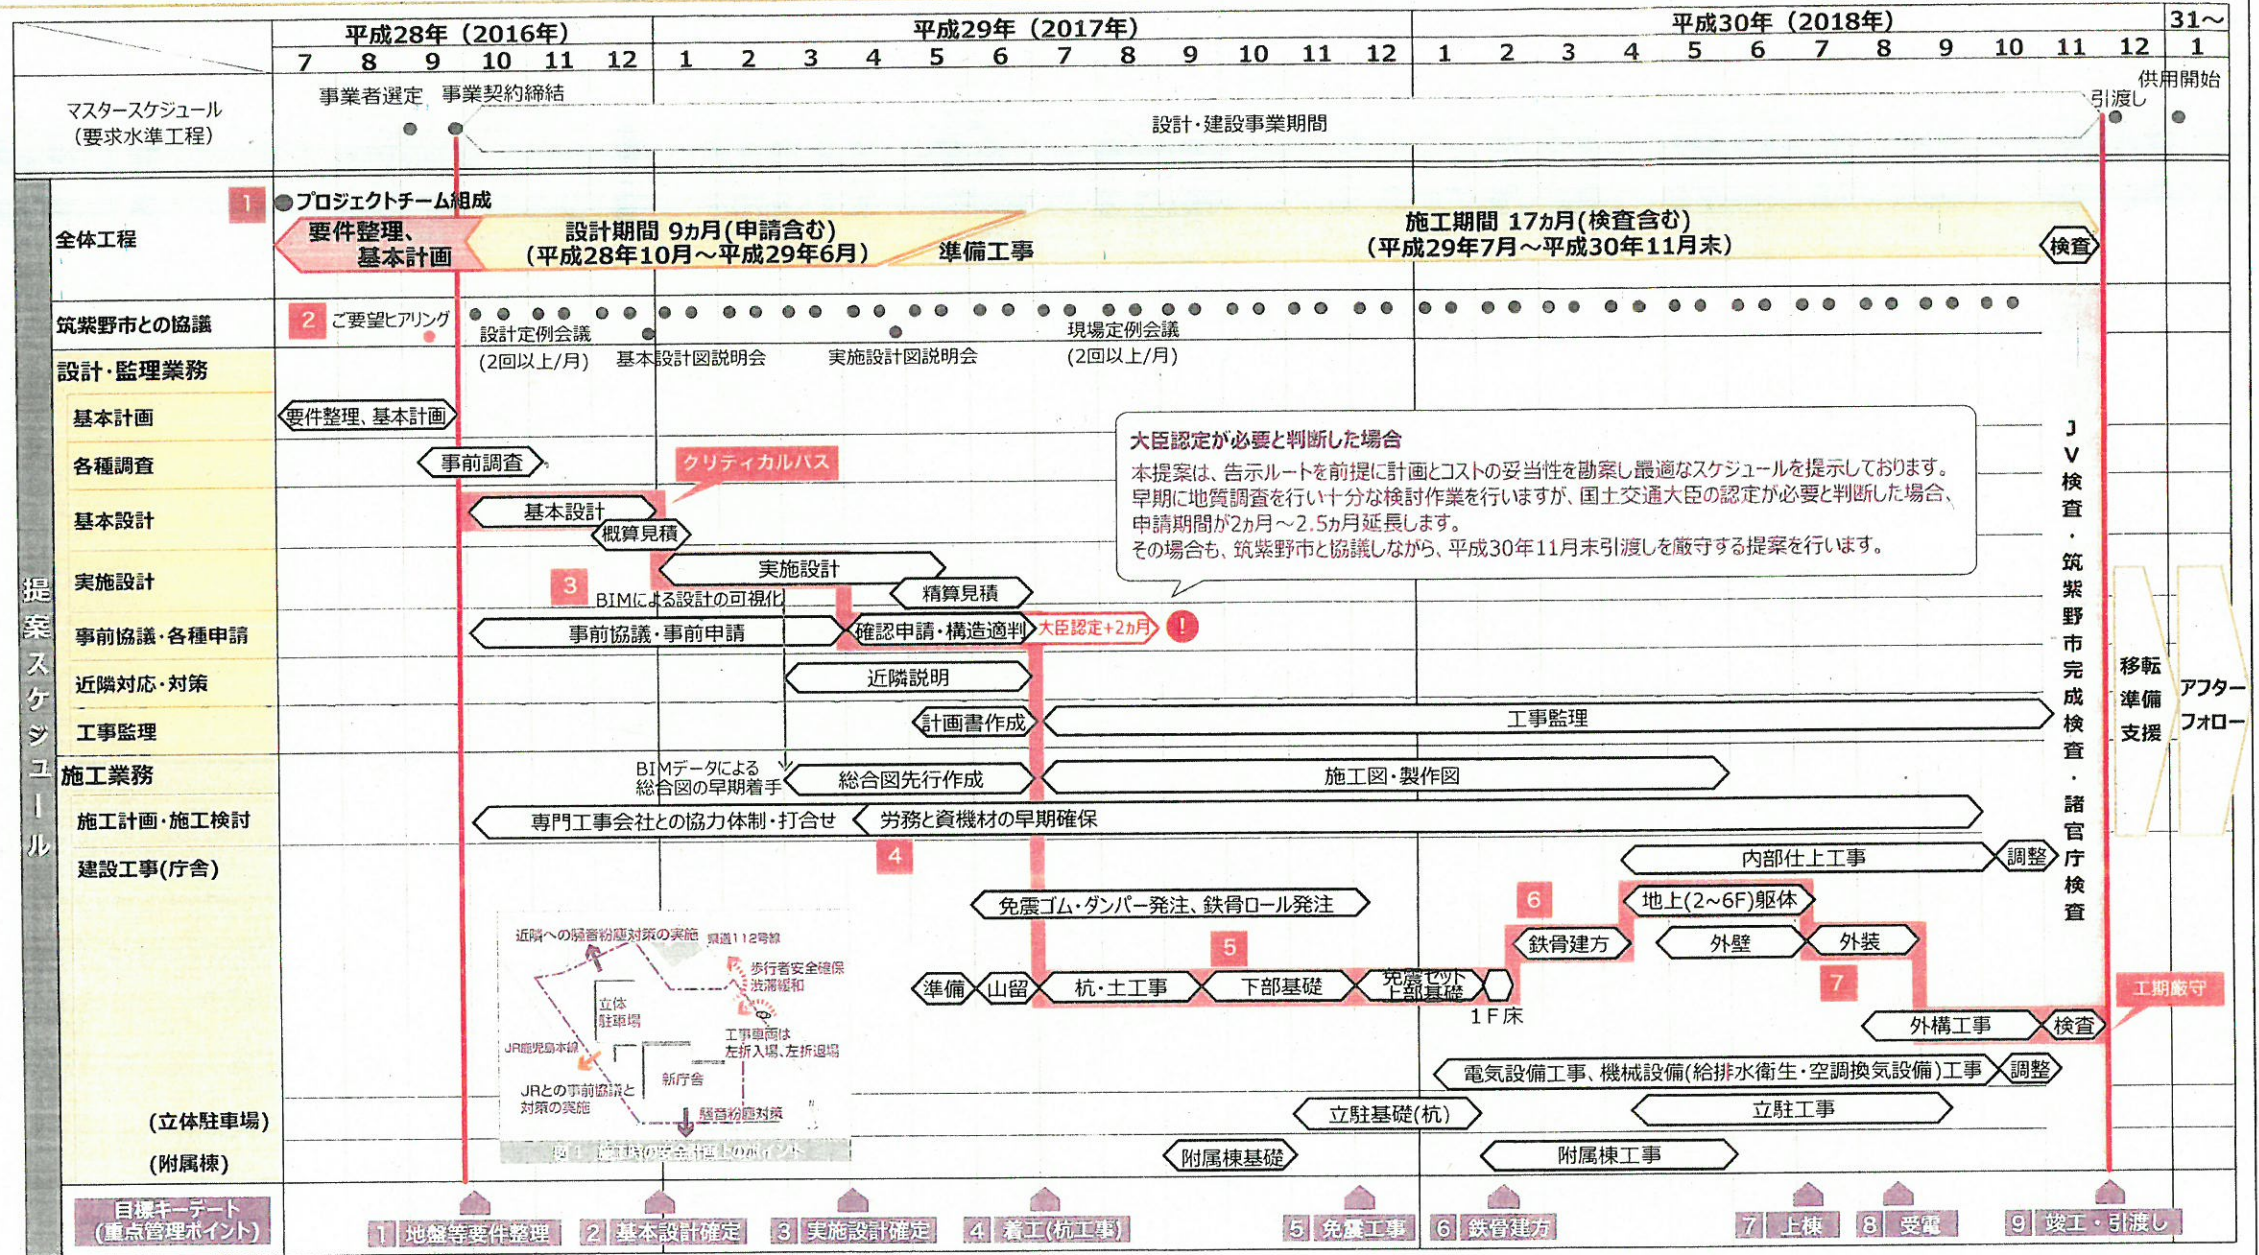 平成28年（2016年）
平成29年（2017年）
平成30年（2018年）
31～
7 8 9 10 11 12 1 2 3 4 5 6 7 8 9 10 11 12 1 2 3 4 5 6 7 8 9 10 11 12 1
マスタースケジュール
（要求水準工程）
事業者選定
事業契約締結
設計・建設事業期間
引渡し
供用開始
提案スケジュール
全体工程
1
プロジェクトチーム組成
要件整理、
基本計画
設計期間 9ヵ月(申請含む)
（平成28年10月～平成29年6月）
準備工事
施工期間 17ヵ月(検査含む)
（平成29年7月～平成30年11月末）
検査
筑紫野市との協議
2
ご要望ヒアリング
設計定例会議
(2回以上/月)
基本設計図説明会
実施設計図説明会
現場定例会議
(2回以上/月)
設計・監理業務
基本計画
要件整理、基本計画
各種調査
事前調査
クリティカルパス
基本設計
基本設計
概算見積
実施設計
3
実施設計
BIMによる設計の可視化
精算見積
事前協議・各種申請
事前協議・事前申請
確認申請・構造適判
大臣認定+2ヵ月
!
大臣認定が必要と判断した場合
本提案は、告示ルートを前提に計画とコストの妥当性を勘案し最適なスケジュールを提示しております。
早期に地質調査を行い十分な検討作業を行いますが、国土交通大臣の認定が必要と判断した場合、
申請期間が2ヵ月～2.5ヵ月延長します。
その場合も、筑紫野市と協議しながら、平成30年11月末引渡しを厳守する提案を行います。
近隣対応・対策
近隣説明
工事監理
計画書作成
工事監理
施工業務
BIMデータによる
総合図の早期着手
総合図先行作成
施工図・製作図
施工計画・施工検討
専門工事会社との協力体制・打合せ
労務と資機材の早期確保
建設工事(庁舎)
4
内部仕上工事
調整
免震ゴム・ダンパー発注、鉄骨ロール発注
6
地上(2~6F)躯体
5
鉄骨建方
外壁
外装
準備
山留
杭・土工事
下部基礎
免震セット
上部基礎
1F床
7
工期厳守
外構工事
検査
電気設備工事、機械設備(給排水衛生・空調換気設備)工事
調整
(立体駐車場)
立駐基礎(杭)
立駐工事
(附属棟)
附属棟基礎
附属棟工事
JV検査・筑紫野市完成検査・諸官庁検査
移転
準備
支援
アフター
フォロー
近隣への騒音粉塵対策の実施
県道112号線
歩行者安全確保
渋滞緩和
立体
駐車場
工事車両は
左折入場、左折退場
JR鹿児島本線
新庁舎
JRとの事前協議と
対策の実施
騒音粉塵対策
図1 施工時の安全計画上のポイント
目標キーデート
(重点管理ポイント)
1 地盤等要件整理
2 基本設計確定
3 実施設計確定
4 着工(杭工事)
5 免震工事
6 鉄骨建方
7 上棟
8 受電
9 竣工・引渡し